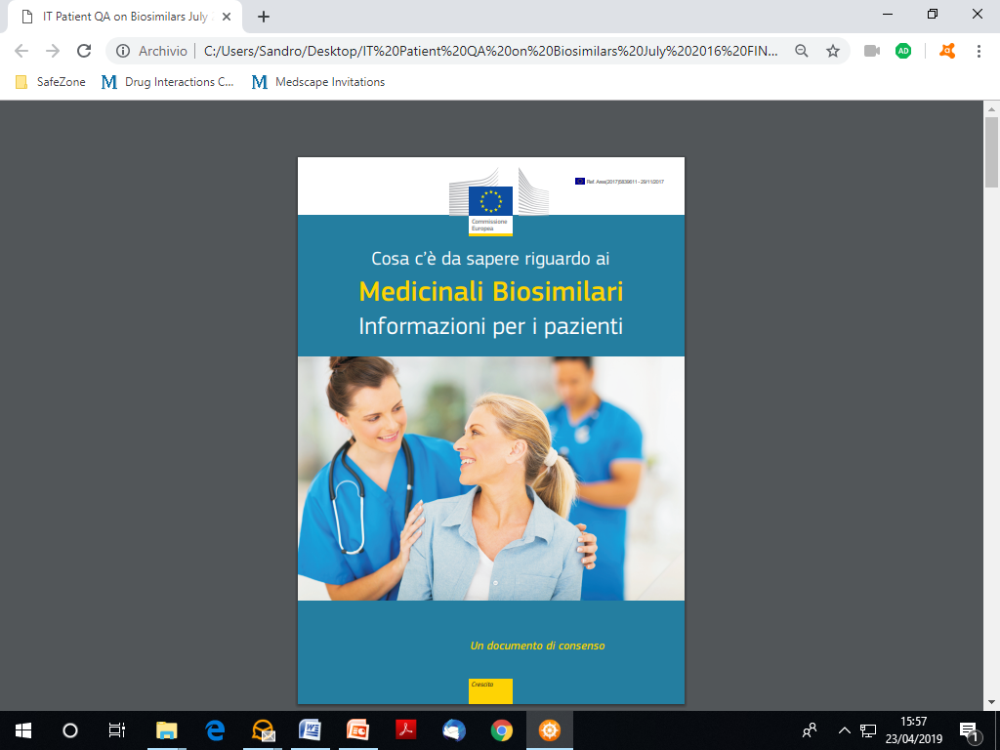 IT Patient QA on Biosimilars July
Archivio
C:/Users/Sandro/Desktop/IT%20Patient%20QA%20on%20Biosimilars%20July%202016%20FIN...
AD
SafeZone
Drug Interactions C...
Medscape Invitations
Ref. Ares(2017)5839611 - 29/11/2017
Commissione
Europea
Cosa c'è da sapere riguardo ai
Medicinali Biosimilari
Informazioni per i pazienti
Un documento di consenso
Crescita
15:57
23/04/2019
1